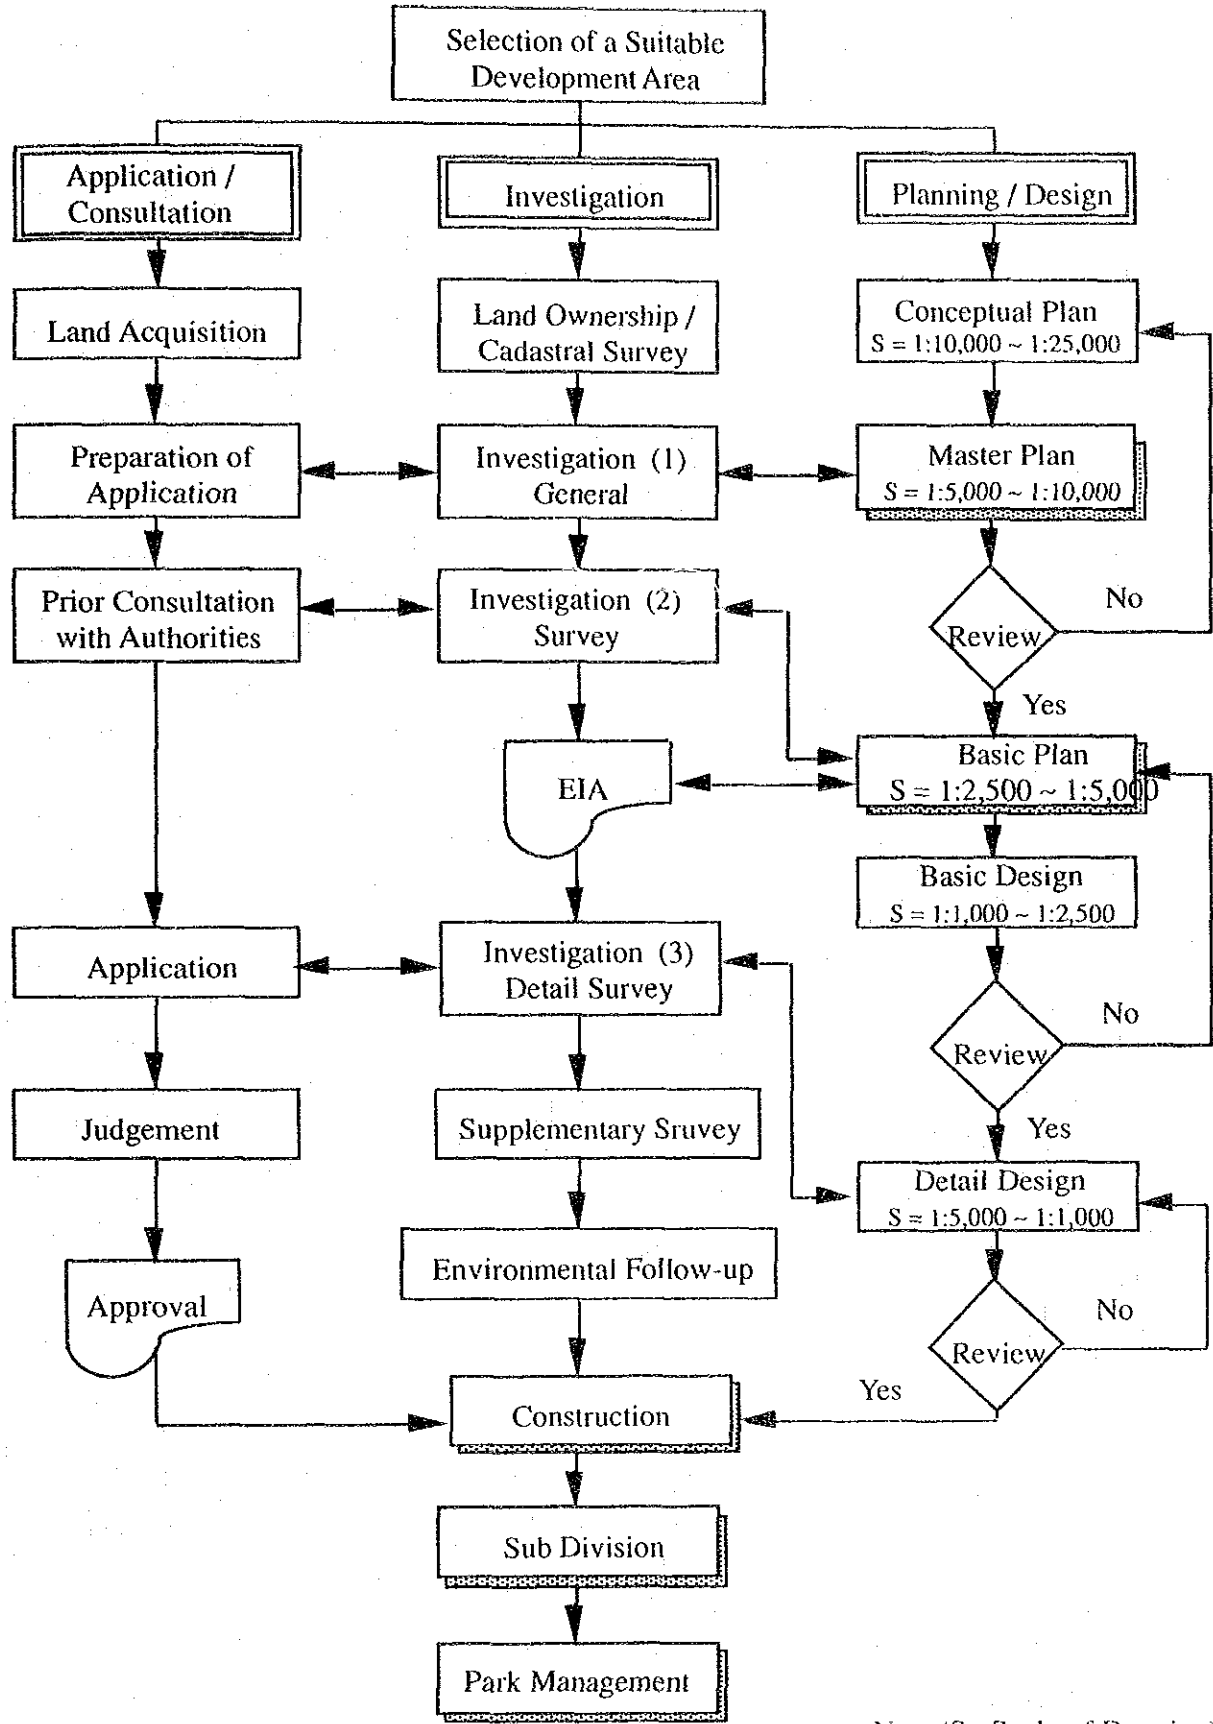 Selection of a Suitable
Development Area
Application /
Consultation
Investigation
Planning / Design
Land Acquisition
Land Ownership /
Cadastral Survey
Conceptual Plan
S = 1:10,000 ~ 1:25,000
Preparation of
Application
Investigation (1)
General
Master Plan
S = 1:5,000 ~ 1:10,000
Prior Consultation
with Authorities
Investigation (2)
Survey
Review
No
Yes
EIA
Basic Plan
S = 1:2,500 ~ 1:5,000
Basic Design
S = 1:1,000 ~ 1:2,500
Application
Investigation (3)
Detail Survey
Review
No
Yes
Judgement
Supplementary Sruvey
Detail Design
S = 1:5,000 ~ 1:1,000
Approval
Environmental Follow-up
Review
No
Yes
Construction
Sub Division
Park Management